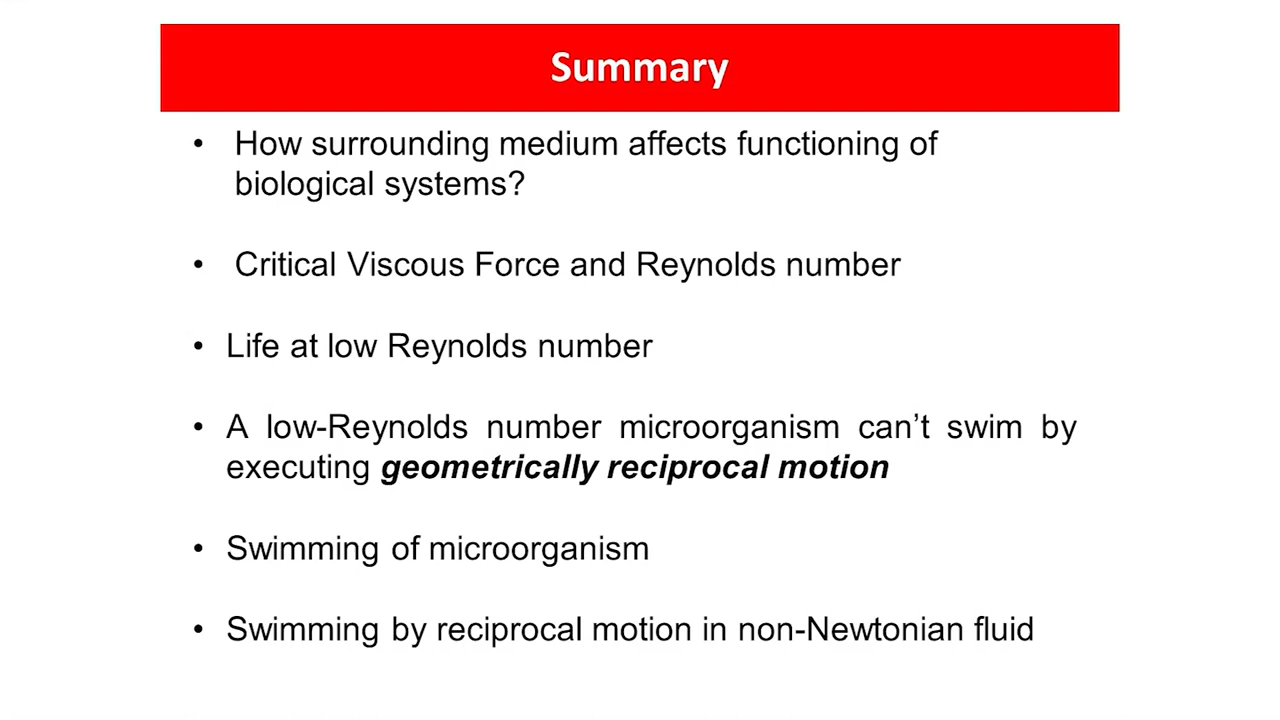 Summary
• How surrounding medium affects functioning of
biological systems?
• Critical Viscous Force and Reynolds number
• Life at low Reynolds number
• A low-Reynolds number microorganism can’t swim by
executing geometrically reciprocal motion
• Swimming of microorganism
• Swimming by reciprocal motion in non-Newtonian fluid